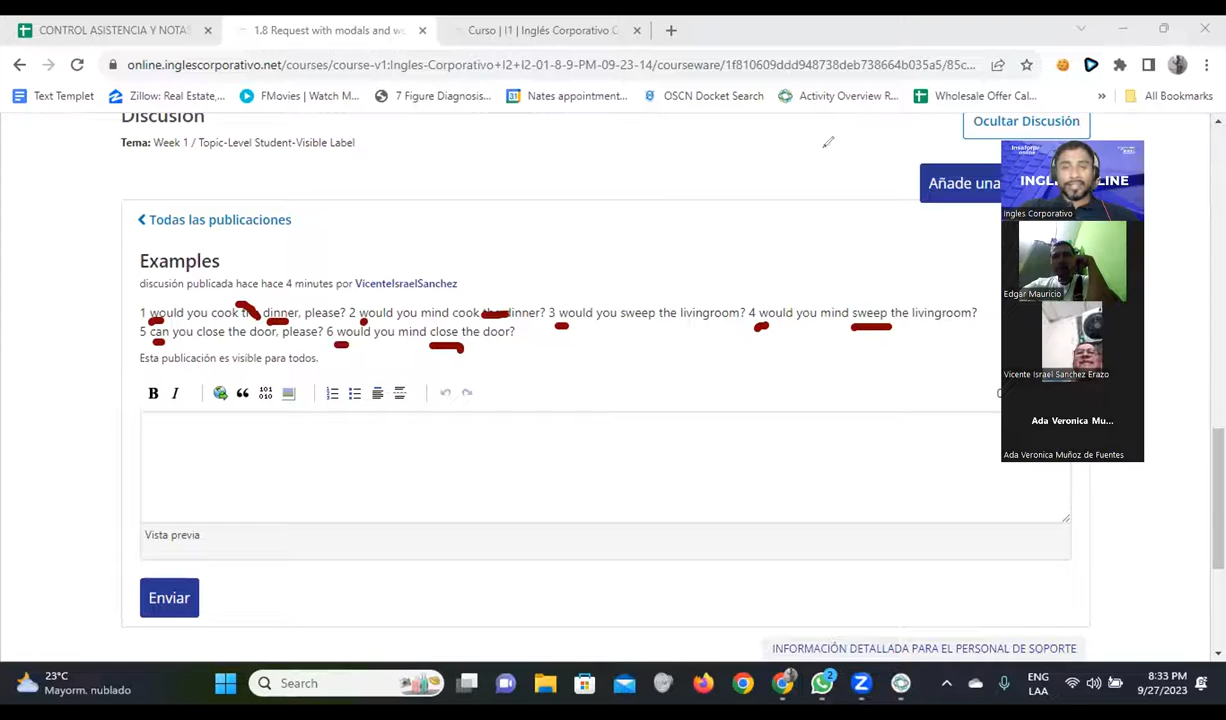 CONTROL ASISTENCIA Y NOTAS
1.8 Request with modals and we
Curso | I1 | Inglés Corporativo C
online.inglescorporativo.net/courses/course-v1:Ingles-Corporativo+I2+I2-01-8-9-PM-09-23-14/courseware/1f810609ddd948738deb738664b035a5/85c...
Text Templet
Zillow: Real Estate,...
FMovies | Watch M...
7 Figure Diagnosis...
Nates appointment...
OSCN Docket Search
Activity Overview R...
Wholesale Offer Cal...
»
All Bookmarks
Discusión
Ocultar Discusión
Tema: Week 1 / Topic-Level Student-Visible Label
Añade una
INGL
LINE
Ingles Corporativo
Todas las publicaciones
Edgar Mauricio
Examples
discusión publicada hace hace 4 minutes por VicenteIsraelSanchez
1 would you cook the dinner, please? 2 would you mind cook the dinner? 3 would you sweep the livingroom? 4 would you mind sweep the livingroom?
5 can you close the door, please? 6 would you mind close the door?
Esta publicación es visible para todos.
Vicente Israel Sanchez Erazo
B I
101
010
Ada Veronica Mu...
Ada Veronica Muñoz de Fuentes
Vista previa
Enviar
INFORMACIÓN DETALLADA PARA EL PERSONAL DE SOPORTE
23°C
Mayorm. nublado
Search
2
ENG
LAA
8:33 PM
9/27/2023